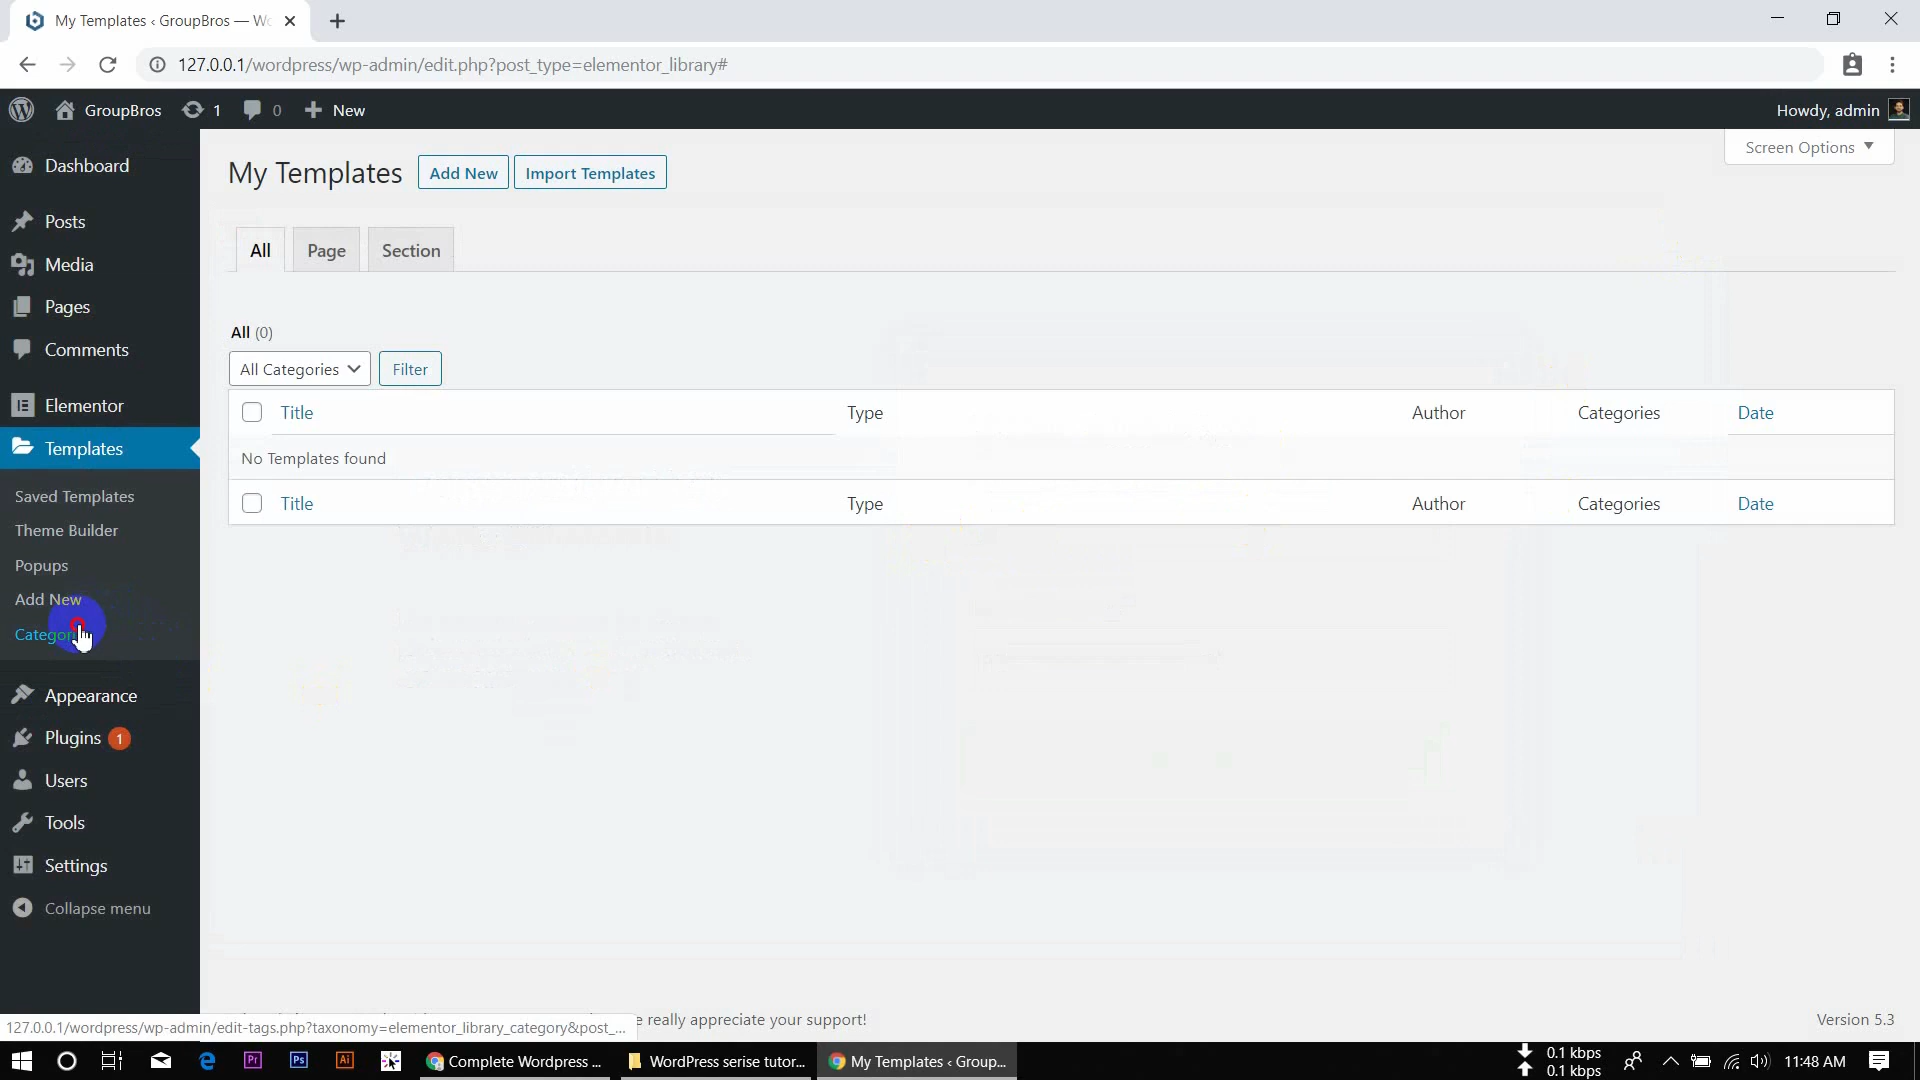 My Templates ‹ GroupBros — Wo
127.0.0.1/wordpress/wp-admin/edit.php?post_type=elementor_library#
GroupBros 1 0 New
Howdy, admin
Screen Options
Dashboard
Posts
Media
Pages
Comments
Elementor
Templates
Saved Templates
Theme Builder
Popups
Add New
Appearance
Plugins 1
Users
Tools
Settings
Collapse menu
My Templates Add New Import Templates
All Page Section
All (0)
All Categories Filter
Title Type Author Categories Date
No Templates found
Title Type Author Categories Date
really appreciate your support!
Version 5.3
127.0.0.1/wordpress/wp-admin/edit-tags.php?taxonomy=elementor_library_category&post_...
Complete Wordpress ...
WordPress serise tutor...
My Templates ‹ Group...
0.1 kbps
0.1 kbps
11:48 AM